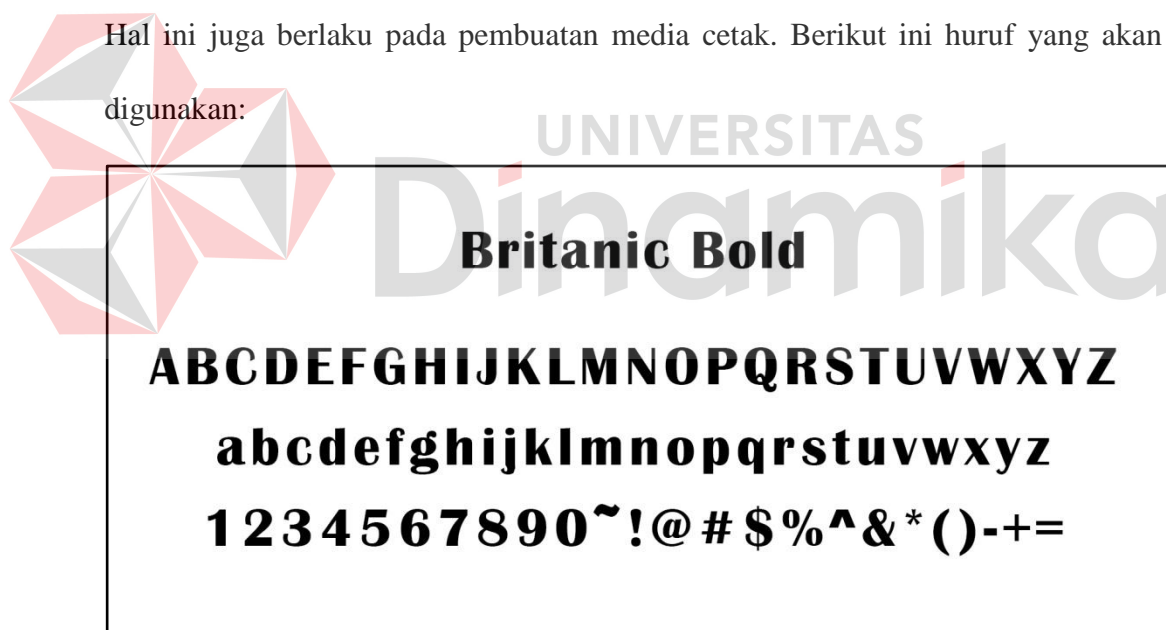 Hal ini juga berlaku pada pembuatan media cetak. Berikut ini huruf yang akan
digunakan:
UNIVERSITAS
Dinamika
Britanic Bold
ABCDEFGHIJKLMNOPQRSTUVWXYZ
abcdefghijklmnopqrstuvwxyz
1234567890~!@#$%^&*()-+=